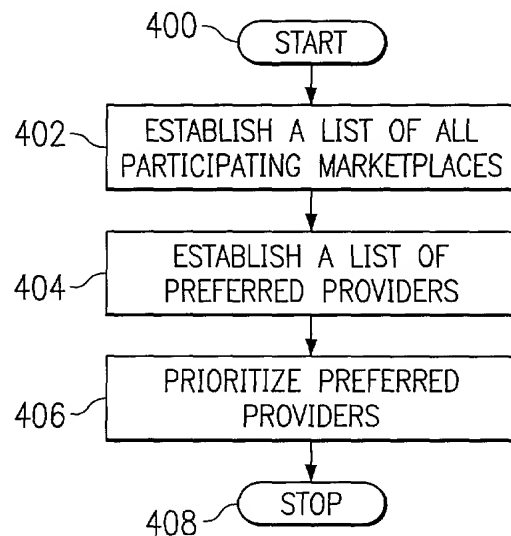 400
START
402
ESTABLISH A LIST OF ALL
PARTICIPATING MARKETPLACES
404
ESTABLISH A LIST OF
PREFERRED PROVIDERS
406
PRIORITIZE PREFERRED
PROVIDERS
408
STOP